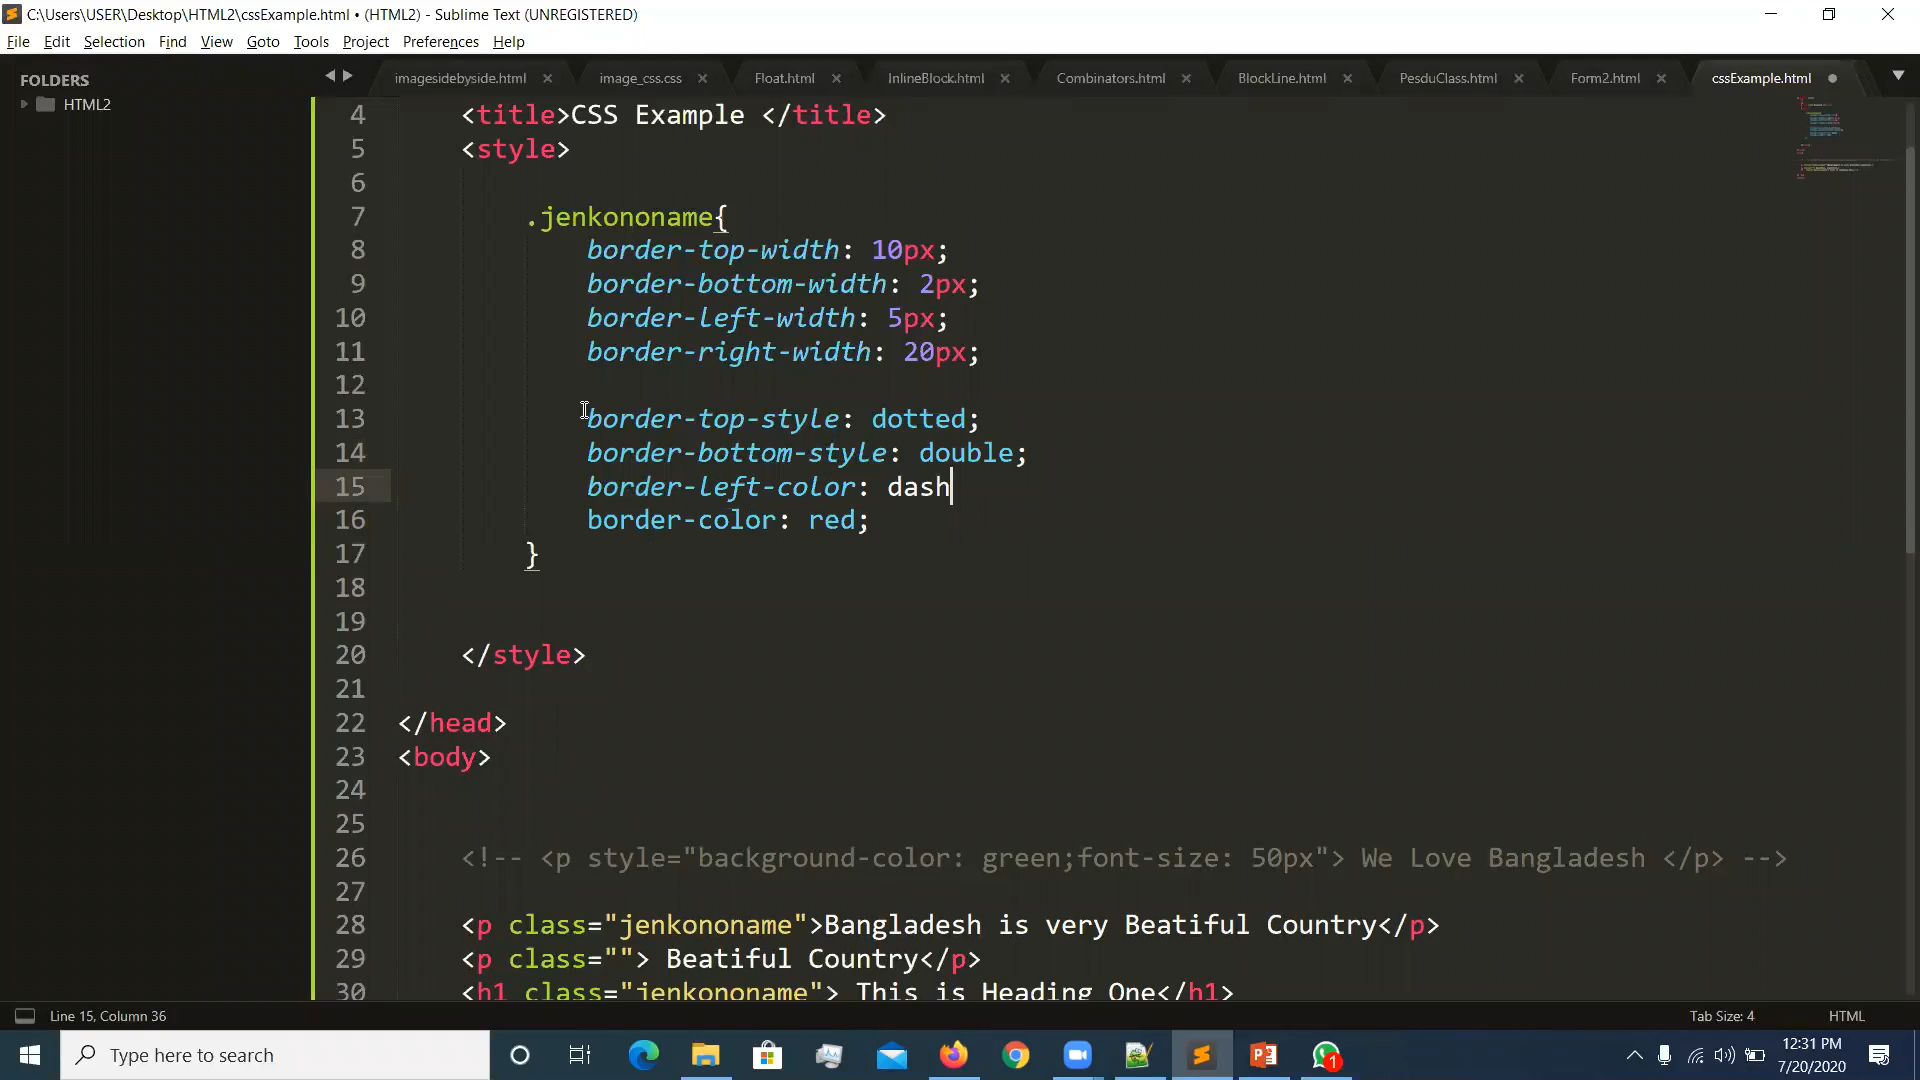 C:\Users\USER\Desktop\HTML2\cssExample.html • (HTML2) - Sublime Text (UNREGISTERED)
File Edit Selection Find View Goto Tools Project Preferences Help
FOLDERS
HTML2
imagesidebyside.html image_css.css Float.html InlineBlock.html Combinators.html BlockLine.html PesduClass.html Form2.html cssExample.html
4 <title>CSS Example </title>
5 <style>
6
7 .jenkononame{
8 border-top-width: 10px;
9 border-bottom-width: 2px;
10 border-left-width: 5px;
11 border-right-width: 20px;
12
13 border-top-style: dotted;
14 border-bottom-style: double;
15 border-left-color: dash
16 border-color: red;
17 }
18
19
20 </style>
21
22 </head>
23 <body>
24
25
26 <!-- <p style="background-color: green;font-size: 50px"> We Love Bangladesh </p> -->
27
28 <p class="jenkononame">Bangladesh is very Beatiful Country</p>
29 <p class=""> Beatiful Country</p>
30 <h1 class="jenkononame"> This is Heading One</h1>
Line 15, Column 36
Tab Size: 4
HTML
Type here to search
1
12:31 PM
7/20/2020